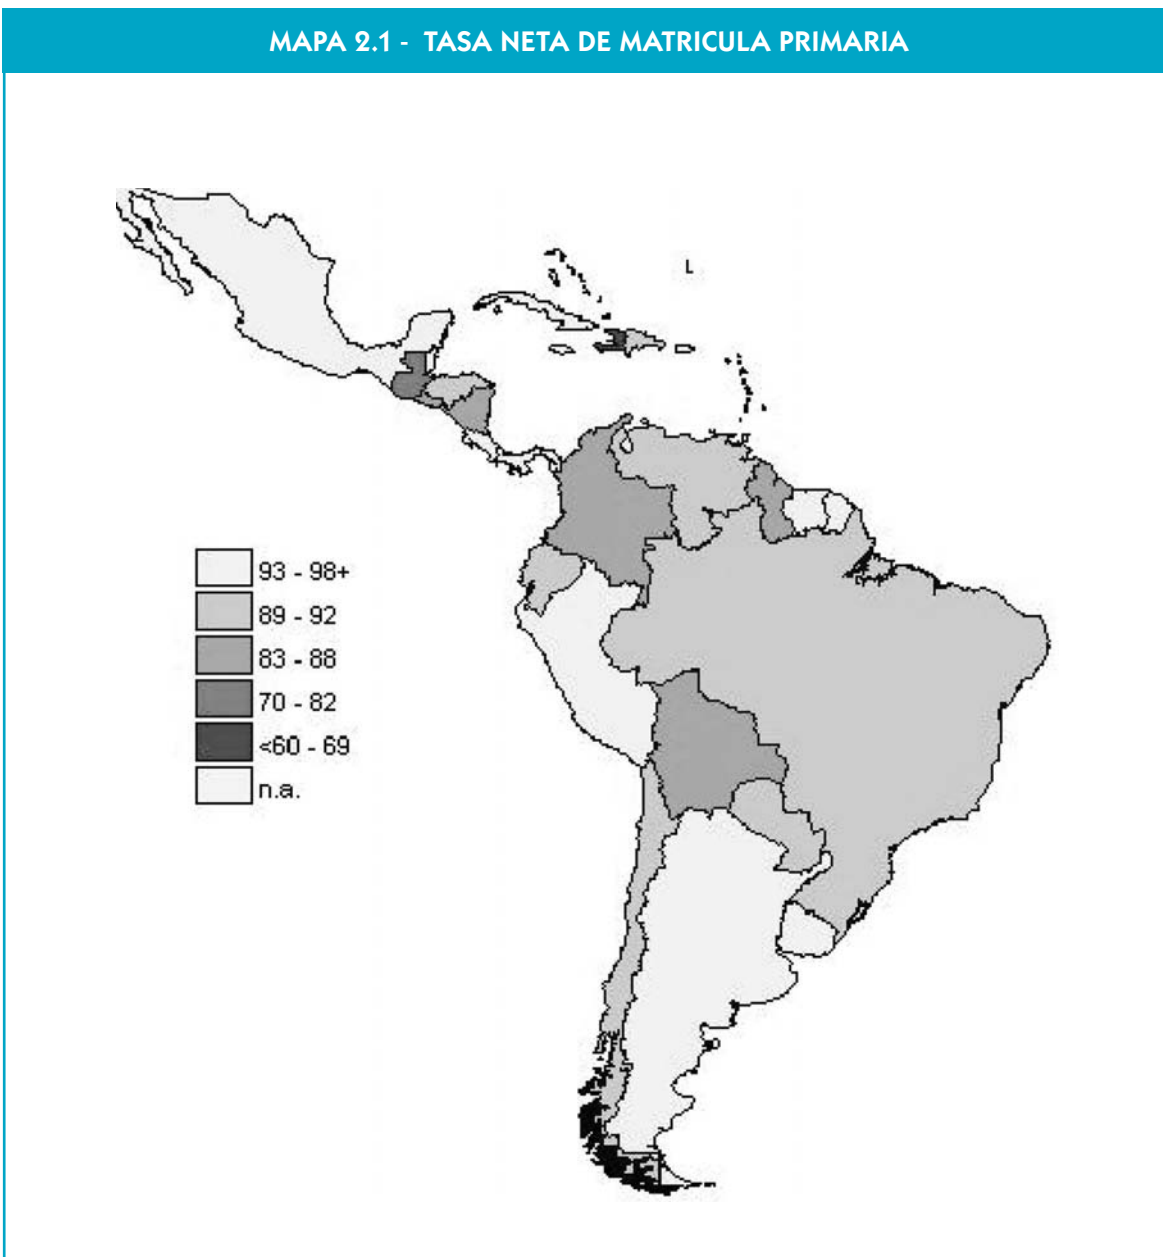 MAPA 2.1 - TASA NETA DE MATRICULA PRIMARIA
L
93 - 98+
89 - 92
83 - 88
70 - 82
<60 - 69
n.a.